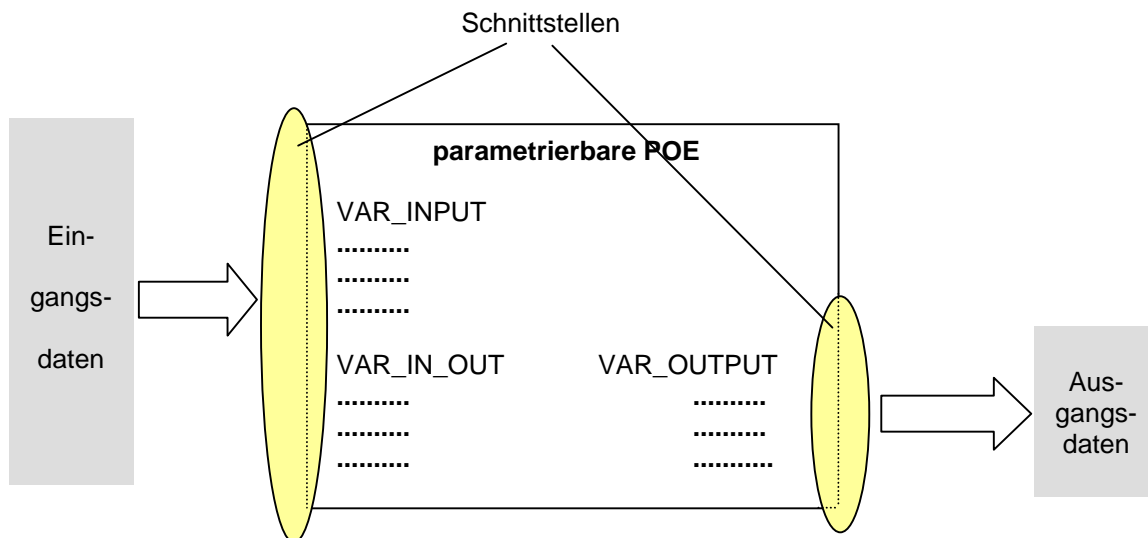 Schnittstellen
parametrierbare POE
Ein-
gangs-
daten
VAR_INPUT
..........
..........
..........
VAR_IN_OUT
..........
..........
..........
VAR_OUTPUT
..........
..........
...........
Aus-
gangs-
daten